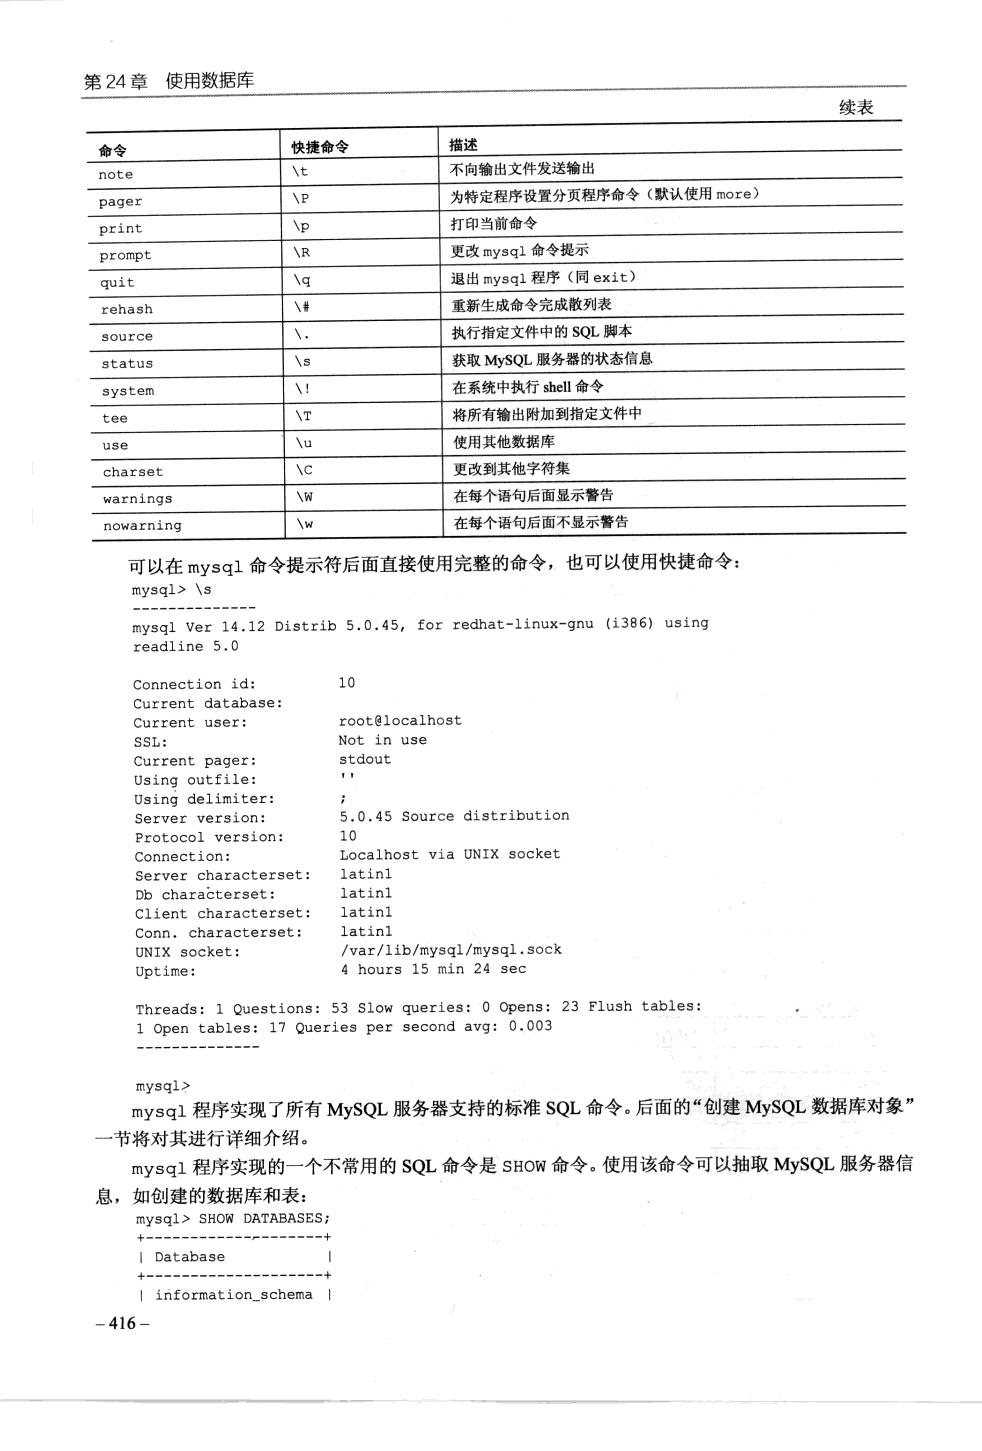 第 24 章 使用数据库
续表
命令 快捷命令 描述
note \t 不向输出文件发送输出
pager \P 为特定程序设置分页程序命令（默认使用 more）
print \p 打印当前命令
prompt \R 更改 mysql 命令提示
quit \q 退出 mysql 程序（同 exit）
rehash \# 重新生成命令完成散列表
source \. 执行指定文件中的 SQL 脚本
status \s 获取 MySQL 服务器的状态信息
system \! 在系统中执行 shell 命令
tee \T 将所有输出附加到指定文件中
use \u 使用其他数据库
charset \C 更改到其他字符集
warnings \W 在每个语句后面显示警告
nowarning \w 在每个语句后面不显示警告
可以在 mysql 命令提示符后面直接使用完整的命令，也可以使用快捷命令：
mysql> \s
--------------
mysql Ver 14.12 Distrib 5.0.45, for redhat-linux-gnu (i386) using
readline 5.0
Connection id: 10
Current database:
Current user: root@localhost
SSL: Not in use
Current pager: stdout
Using outfile: ''
Using delimiter: ;
Server version: 5.0.45 Source distribution
Protocol version: 10
Connection: Localhost via UNIX socket
Server characterset: latin1
Db characterset: latin1
Client characterset: latin1
Conn. characterset: latin1
UNIX socket: /var/lib/mysql/mysql.sock
Uptime: 4 hours 15 min 24 sec
Threads: 1 Questions: 53 Slow queries: 0 Opens: 23 Flush tables:
1 Open tables: 17 Queries per second avg: 0.003
--------------
mysql>
mysql 程序实现了所有 MySQL 服务器支持的标准 SQL 命令。后面的“创建 MySQL 数据库对象”
一节将对其进行详细介绍。
mysql 程序实现的一个不常用的 SQL 命令是 SHOW 命令。使用该命令可以抽取 MySQL 服务器信
息，如创建的数据库和表：
mysql> SHOW DATABASES;
+--------------------+
| Database |
+--------------------+
| information_schema |
– 416 –